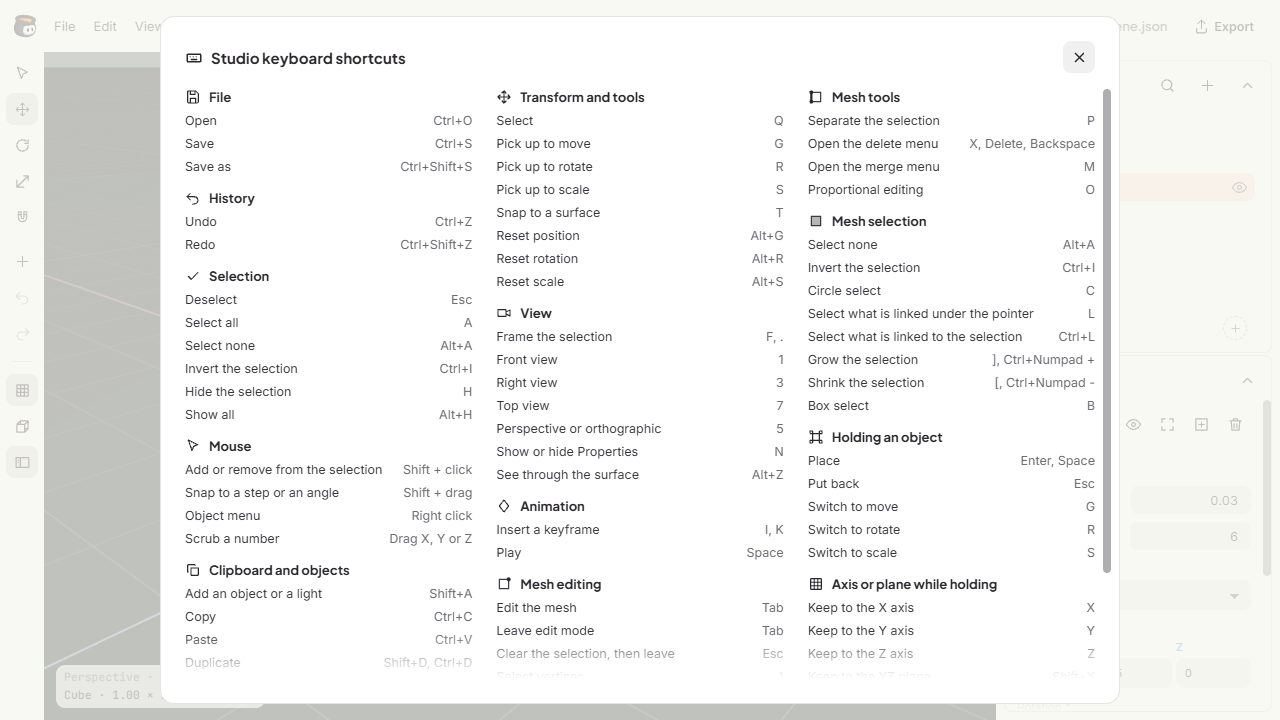 File Edit View
ene.json
Export
Studio keyboard shortcuts
File
Open Ctrl+O
Save Ctrl+S
Save as Ctrl+Shift+S
History
Undo Ctrl+Z
Redo Ctrl+Shift+Z
Selection
Deselect Esc
Select all A
Select none Alt+A
Invert the selection Ctrl+I
Hide the selection H
Show all Alt+H
Mouse
Add or remove from the selection Shift + click
Snap to a step or an angle Shift + drag
Object menu Right click
Scrub a number Drag X, Y or Z
Clipboard and objects
Add an object or a light Shift+A
Copy Ctrl+C
Paste Ctrl+V
Duplicate Shift+D, Ctrl+D
Transform and tools
Select Q
Pick up to move G
Pick up to rotate R
Pick up to scale S
Snap to a surface T
Reset position Alt+G
Reset rotation Alt+R
Reset scale Alt+S
View
Frame the selection F, .
Front view 1
Right view 3
Top view 7
Perspective or orthographic 5
Show or hide Properties N
See through the surface Alt+Z
Animation
Insert a keyframe I, K
Play Space
Mesh editing
Edit the mesh Tab
Leave edit mode Tab
Clear the selection, then leave Esc
Select vertices 1
Mesh tools
Separate the selection P
Open the delete menu X, Delete, Backspace
Open the merge menu M
Proportional editing O
Mesh selection
Select none Alt+A
Invert the selection Ctrl+I
Circle select C
Select what is linked under the pointer L
Select what is linked to the selection Ctrl+L
Grow the selection ], Ctrl+Numpad +
Shrink the selection [, Ctrl+Numpad -
Box select B
Holding an object
Place Enter, Space
Put back Esc
Switch to move G
Switch to rotate R
Switch to scale S
Axis or plane while holding
Keep to the X axis X
Keep to the Y axis Y
Keep to the Z axis Z
Keep to the YZ plane Shift+X
0.03
6
Z
0
Perspective ·
Cube · 1.00 ×